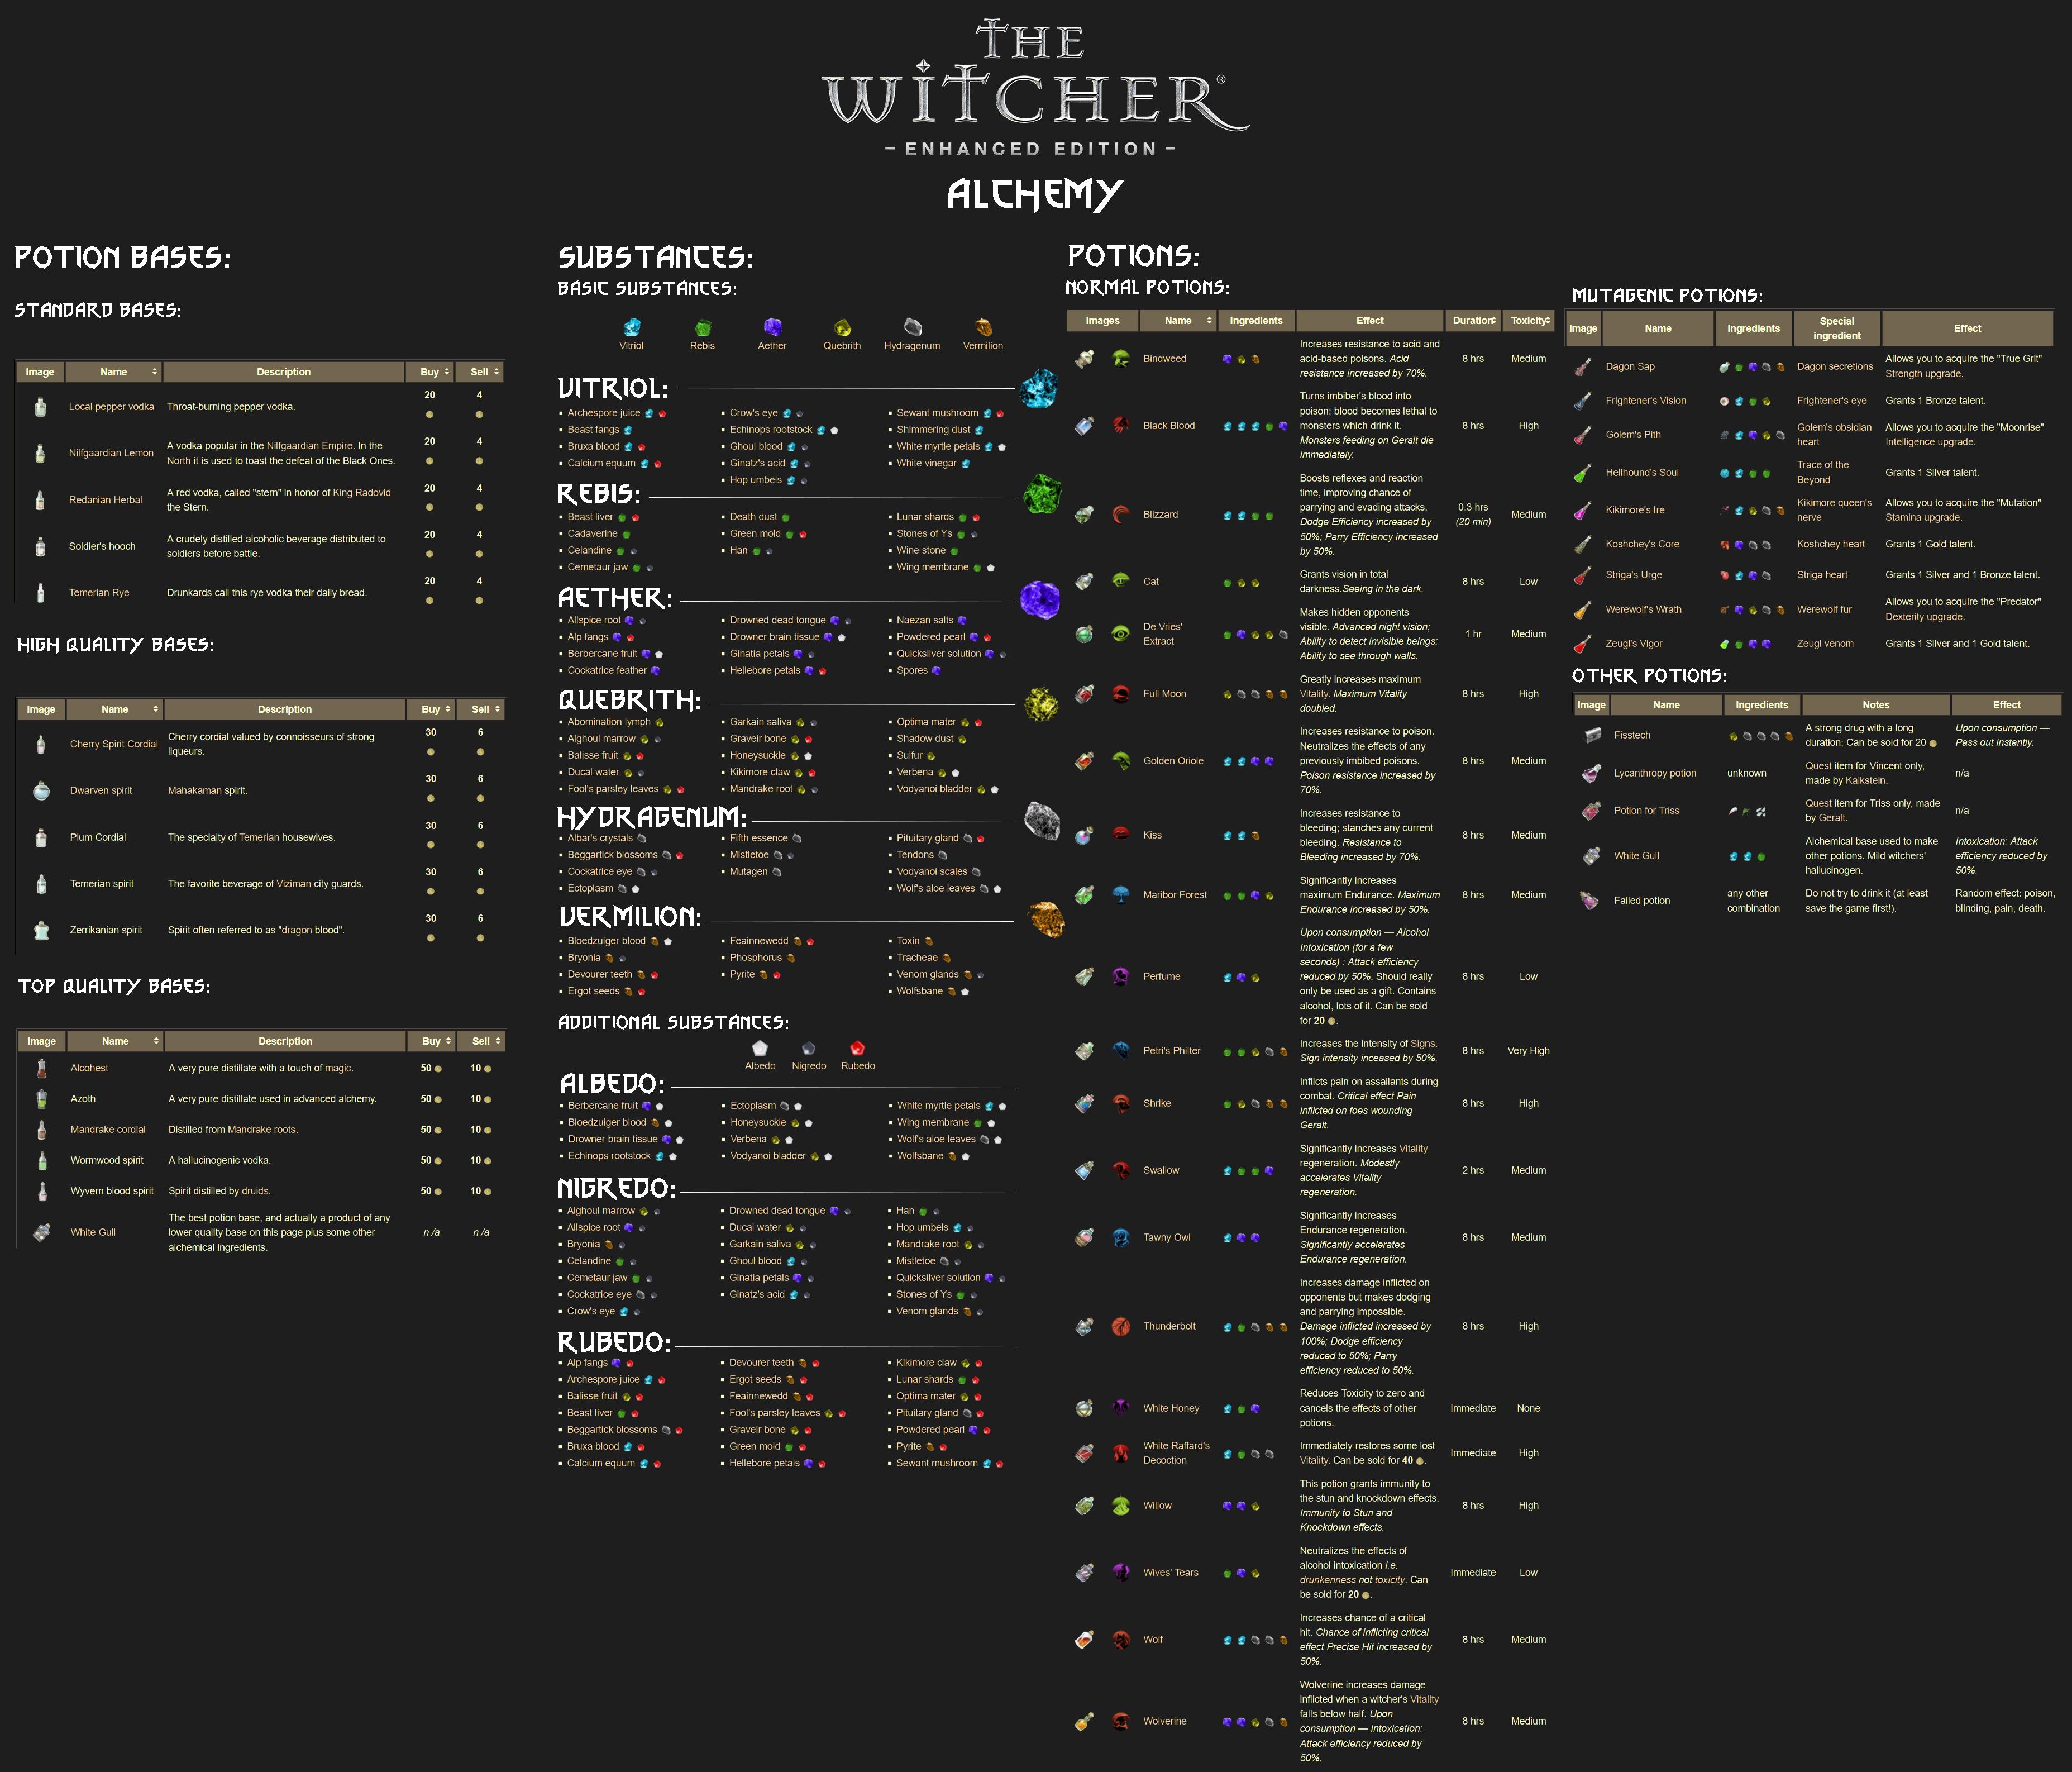 THE
WITCHER®
- ENHANCED EDITION -
ALCHEMY
POTION BASES:
STANDARD BASES:
Image Name Description Buy Sell
Local pepper vodka Throat-burning pepper vodka. 20 4
Nilfgaardian Lemon A vodka popular in the Nilfgaardian Empire. In the 20 4
North it is used to toast the defeat of the Black Ones.
Redanian Herbal A red vodka, called "stern" in honor of King Radovid 20 4
the Stern.
Soldier's hooch A crudely distilled alcoholic beverage distributed to 20 4
soldiers before battle.
Temerian Rye Drunkards call this rye vodka their daily bread. 20 4
HIGH QUALITY BASES:
Image Name Description Buy Sell
Cherry Spirit Cordial Cherry cordial valued by connoisseurs of strong 30 6
liqueurs.
Dwarven spirit Mahakaman spirit. 30 6
Plum Cordial The specialty of Temerian housewives. 30 6
Temerian spirit The favorite beverage of Viziman city guards. 30 6
Zerrikanian spirit Spirit often referred to as "dragon blood". 30 6
TOP QUALITY BASES:
Image Name Description Buy Sell
Alcohest A very pure distillate with a touch of magic. 50 10
Azoth A very pure distillate used in advanced alchemy. 50 10
Mandrake cordial Distilled from Mandrake roots. 50 10
Wormwood spirit A hallucinogenic vodka. 50 10
Wyvern blood spirit Spirit distilled by druids. 50 10
White Gull The best potion base, and actually a product of any n/a n/a
lower quality base on this page plus some other
alchemical ingredients.
SUBSTANCES:
BASIC SUBSTANCES:
Vitriol Rebis Aether Quebrith Hydragenum Vermilion
VITRIOL:
Archespore juice Crow's eye Sewant mushroom
Beast fangs Echinops rootstock Shimmering dust
Bruxa blood Ghoul blood White myrtle petals
Calcium equum Ginatz's acid White vinegar
Hop umbels
REBIS:
Beast liver Death dust Lunar shards
Cadaverine Green mold Stones of Ys
Celandine Han Wine stone
Cemetaur jaw Wing membrane
AETHER:
Allspice root Drowned dead tongue Naezan salts
Alp fangs Drowner brain tissue Powdered pearl
Berbercane fruit Ginatia petals Quicksilver solution
Cockatrice feather Hellebore petals Spores
QUEBRITH:
Abomination lymph Garkain saliva Optima mater
Alghoul marrow Graveir bone Shadow dust
Balisse fruit Honeysuckle Sulfur
Ducal water Kikimore claw Verbena
Fool's parsley leaves Mandrake root Vodyanoi bladder
HYDRAGENUM:
Albar's crystals Fifth essence Pituitary gland
Beggartick blossoms Mistletoe Tendons
Cockatrice eye Mutagen Vodyanoi scales
Ectoplasm Wolf's aloe leaves
VERMILION:
Bloedzuiger blood Feainnewedd Toxin
Bryonia Phosphorus Tracheae
Devourer teeth Pyrite Venom glands
Ergot seeds Wolfsbane
ADDITIONAL SUBSTANCES:
Albedo Nigredo Rubedo
ALBEDO:
Berbercane fruit Ectoplasm White myrtle petals
Bloedzuiger blood Honeysuckle Wing membrane
Drowner brain tissue Verbena Wolf's aloe leaves
Echinops rootstock Vodyanoi bladder Wolfsbane
NIGREDO:
Alghoul marrow Drowned dead tongue Han
Allspice root Ducal water Hop umbels
Bryonia Garkain saliva Mandrake root
Celandine Ghoul blood Mistletoe
Cemetaur jaw Ginatia petals Quicksilver solution
Cockatrice eye Ginatz's acid Stones of Ys
Crow's eye Venom glands
RUBEDO:
Alp fangs Devourer teeth Kikimore claw
Archespore juice Ergot seeds Lunar shards
Balisse fruit Feainnewedd Optima mater
Beast liver Fool's parsley leaves Pituitary gland
Beggartick blossoms Graveir bone Powdered pearl
Bruxa blood Green mold Pyrite
Calcium equum Hellebore petals Sewant mushroom
POTIONS:
NORMAL POTIONS:
Images Name Ingredients Effect Duration Toxicity
Increases resistance to acid and
Bindweed acid-based poisons. Acid 8 hrs Medium
resistance increased by 70%.
Turns imbiber's blood into
poison; blood becomes lethal to
Black Blood monsters which drink it. 8 hrs High
Monsters feeding on Geralt die
immediately.
Boosts reflexes and reaction
time, improving chance of
Blizzard parrying and evading attacks. 0.3 hrs (20 min) Medium
Dodge Efficiency increased by
50%; Parry Efficiency increased
by 50%.
Cat Grants vision in total 8 hrs Low
darkness.Seeing in the dark.
Makes hidden opponents
De Vries' Extract visible. Advanced night vision; 1 hr Medium
Ability to detect invisible beings;
Ability to see through walls.
Greatly increases maximum
Full Moon Vitality. Maximum Vitality 8 hrs High
doubled.
Increases resistance to poison.
Neutralizes the effects of any
Golden Oriole previously imbibed poisons. 8 hrs Medium
Poison resistance increased by
70%.
Increases resistance to
Kiss bleeding; stanches any current 8 hrs Medium
bleeding. Resistance to
Bleeding increased by 70%.
Significantly increases
Maribor Forest maximum Endurance. Maximum 8 hrs Medium
Endurance increased by 50%.
Upon consumption — Alcohol
Intoxication (for a few
seconds) : Attack efficiency
Perfume reduced by 50%. Should really 8 hrs Low
only be used as a gift. Contains
alcohol, lots of it. Can be sold
for 20 .
Petri's Philter Increases the intensity of Signs. 8 hrs Very High
Sign intensity inceased by 50%.
Inflicts pain on assailants during
Shrike combat. Critical effect Pain 8 hrs High
inflicted on foes wounding
Geralt.
Significantly increases Vitality
Swallow regeneration. Modestly 2 hrs Medium
accelerates Vitality
regeneration.
Significantly increases
Tawny Owl Endurance regeneration. 8 hrs Medium
Significantly accelerates
Endurance regeneration.
Increases damage inflicted on
opponents but makes dodging
and parrying impossible.
Thunderbolt Damage inflicted increased by 8 hrs High
100%; Dodge efficiency
reduced to 50%; Parry
efficiency reduced to 50%.
Reduces Toxicity to zero and
White Honey cancels the effects of other Immediate None
potions.
White Raffard's Immediately restores some lost Immediate High
Decoction Vitality. Can be sold for 40 .
This potion grants immunity to
Willow the stun and knockdown effects. 8 hrs High
Immunity to Stun and
Knockdown effects.
Neutralizes the effects of
Wives' Tears alcohol intoxication i.e. Immediate Low
drunkenness not toxicity. Can
be sold for 20 .
Increases chance of a critical
Wolf hit. Chance of inflicting critical 8 hrs Medium
effect Precise Hit increased by
50%.
Wolverine increases damage
inflicted when a witcher's Vitality
Wolverine falls below half. Upon 8 hrs Medium
consumption — Intoxication:
Attack efficiency reduced by
50%.
MUTAGENIC POTIONS:
Image Name Ingredients Special ingredient Effect
Dagon Sap Dagon secretions Allows you to acquire the "True Grit"
Strength upgrade.
Frightener's Vision Frightener's eye Grants 1 Bronze talent.
Golem's Pith Golem's obsidian Allows you to acquire the "Moonrise"
heart Intelligence upgrade.
Hellhound's Soul Trace of the Beyond Grants 1 Silver talent.
Kikimore's Ire Kikimore queen's Allows you to acquire the "Mutation"
nerve Stamina upgrade.
Koshchey's Core Koshchey heart Grants 1 Gold talent.
Striga's Urge Striga heart Grants 1 Silver and 1 Bronze talent.
Werewolf's Wrath Werewolf fur Allows you to acquire the "Predator"
Dexterity upgrade.
Zeugl's Vigor Zeugl venom Grants 1 Silver and 1 Gold talent.
OTHER POTIONS:
Image Name Ingredients Notes Effect
Fisstech A strong drug with a long Upon consumption —
duration; Can be sold for 20 Pass out instantly.
Lycanthropy potion unknown Quest item for Vincent only, n/a
made by Kalkstein.
Potion for Triss Quest item for Triss only, made n/a
by Geralt.
Alchemical base used to make Intoxication: Attack
White Gull other potions. Mild witchers' efficiency reduced by
hallucinogen. 50%.
Failed potion any other Do not try to drink it (at least Random effect: poison,
combination save the game first!). blinding, pain, death.